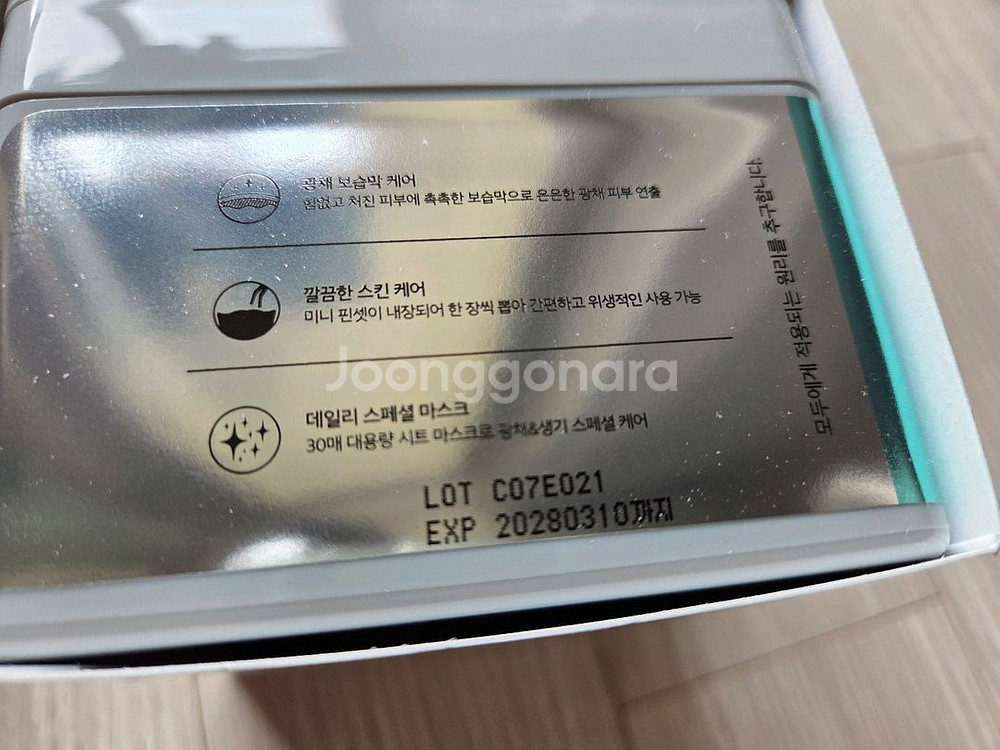 광채 보습막 케어
힘없고 처진 피부에 촉촉한 보습막으로 은은한 광채 피부 연출
깔끔한 스킨 케어
미니 핀셋이 내장되어 한 장씩 뽑아 간편하고 위생적인 사용 가능
데일리 스페셜 마스크
30매 대용량 시트 마스크로 광채&생기 스페셜 케어
LOT C07E021
EXP 20280310까지
모두에게 적용되는 원리를 추구합니다.
Joonggonara